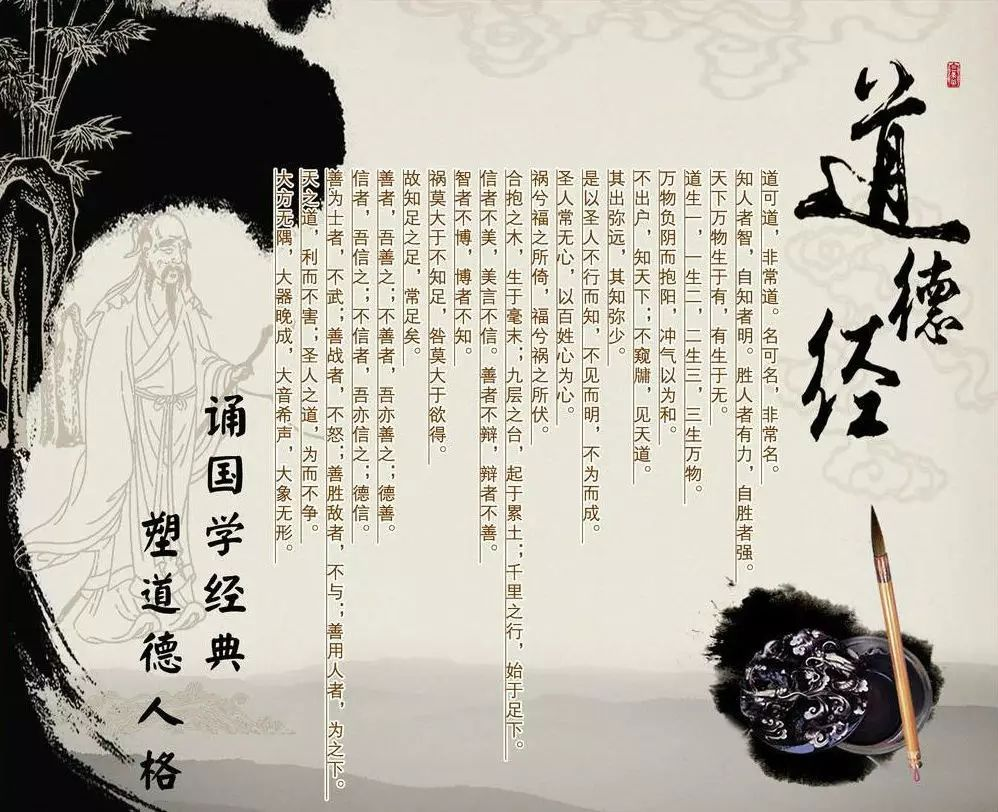 道德经
道可道，非常道。名可名，非常名。
知人者智，自知者明。胜人者有力，自胜者强。
天下万物生于有，有生于无。
道生一，一生二，二生三，三生万物。
万物负阴而抱阳，冲气以为和。
不出户，知天下；不窥牖，见天道。
其出弥远，其知弥少。
是以圣人不行而知，不见而明，不为而成。
圣人常无心，以百姓心为心。
祸兮福之所倚，福兮祸之所伏。
合抱之木，生于毫末；九层之台，起于累土；千里之行，始于足下。
信者不美，美言不信。善者不辩，辩者不善。
智者不博，博者不知。
祸莫大于不知足，咎莫大于欲得。
故知足之足，常足矣。
善者，吾善之；不善者，吾亦善之；德善。
信者，吾信之；不信者，吾亦信之；德信。
善为士者，不武；善战者，不怒；善胜敌者，不与；善用人者，为之下。
天之道，利而不害；圣人之道，为而不争。
大方无隅，大器晚成，大音希声，大象无形。
诵国学经典
塑道德人格